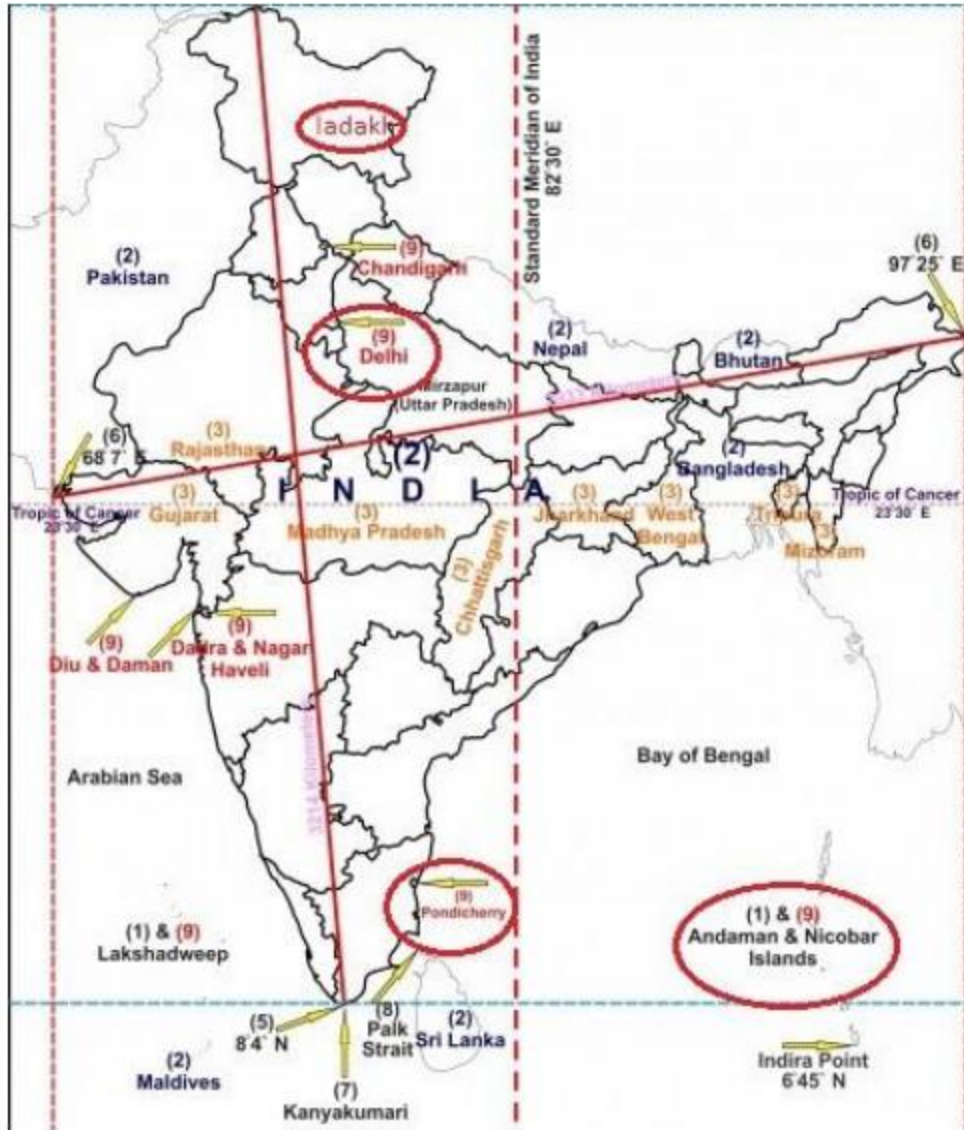 Standard Meridian of India
82°30' E
ladakh
(9)
Chandigarh
(2)
Pakistan
(6)
97°25' E
(9)
Delhi
(2)
Nepal
(2)
Bhutan
Mirzapur
(Uttar Pradesh)
Kilometers
(6)
68°7' E
(3)
Rajasthan
(2)
I N D I A
(2)
Bangladesh
Tropic of Cancer
23°30' E
(3)
Gujarat
(3)
Madhya Pradesh
(3)
Chhattisgarh
(3)
Jharkhand
(3)
West
Bengal
(3)
Tripura
(3)
Mizoram
Tropic of Cancer
23°30' E
(9)
Diu & Daman
(9)
Dadra & Nagar
Haveli
3214 Kilometers
Arabian Sea
Bay of Bengal
(9)
Pondicherry
(1) & (9)
Lakshadweep
(1) & (9)
Andaman & Nicobar
Islands
(5)
8°4' N
(8)
Palk
Strait
(2)
Sri Lanka
(2)
Maldives
(7)
Kanyakumari
Indira Point
6°45' N